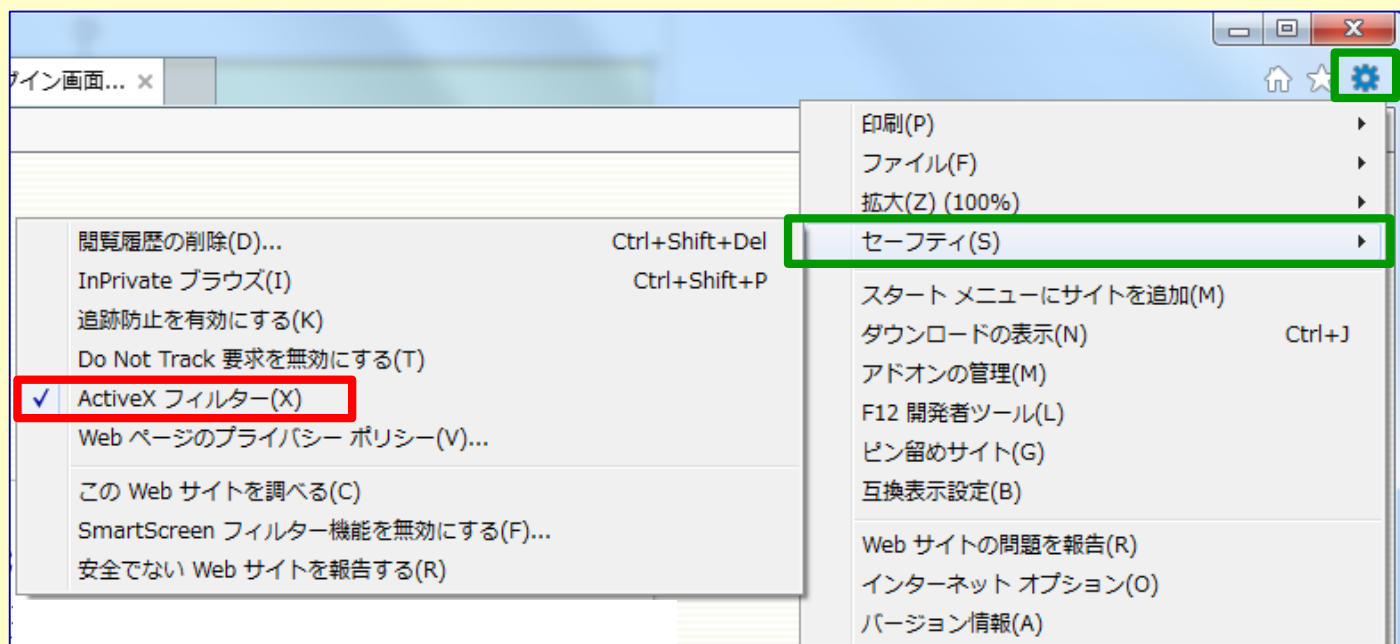 イン画面...
印刷(P)
ファイル(F)
拡大(Z) (100%)
セーフティ(S)
スタート メニューにサイトを追加(M)
ダウンロードの表示(N) Ctrl+J
アドオンの管理(M)
F12 開発者ツール(L)
ピン留めサイト(G)
互換表示設定(B)
Web サイトの問題を報告(R)
インターネット オプション(O)
バージョン情報(A)
閲覧履歴の削除(D)... Ctrl+Shift+Del
InPrivate ブラウズ(I) Ctrl+Shift+P
追跡防止を有効にする(K)
Do Not Track 要求を無効にする(T)
ActiveX フィルター(X)
Web ページのプライバシー ポリシー(V)...
この Web サイトを調べる(C)
SmartScreen フィルター機能を無効にする(F)...
安全でない Web サイトを報告する(R)